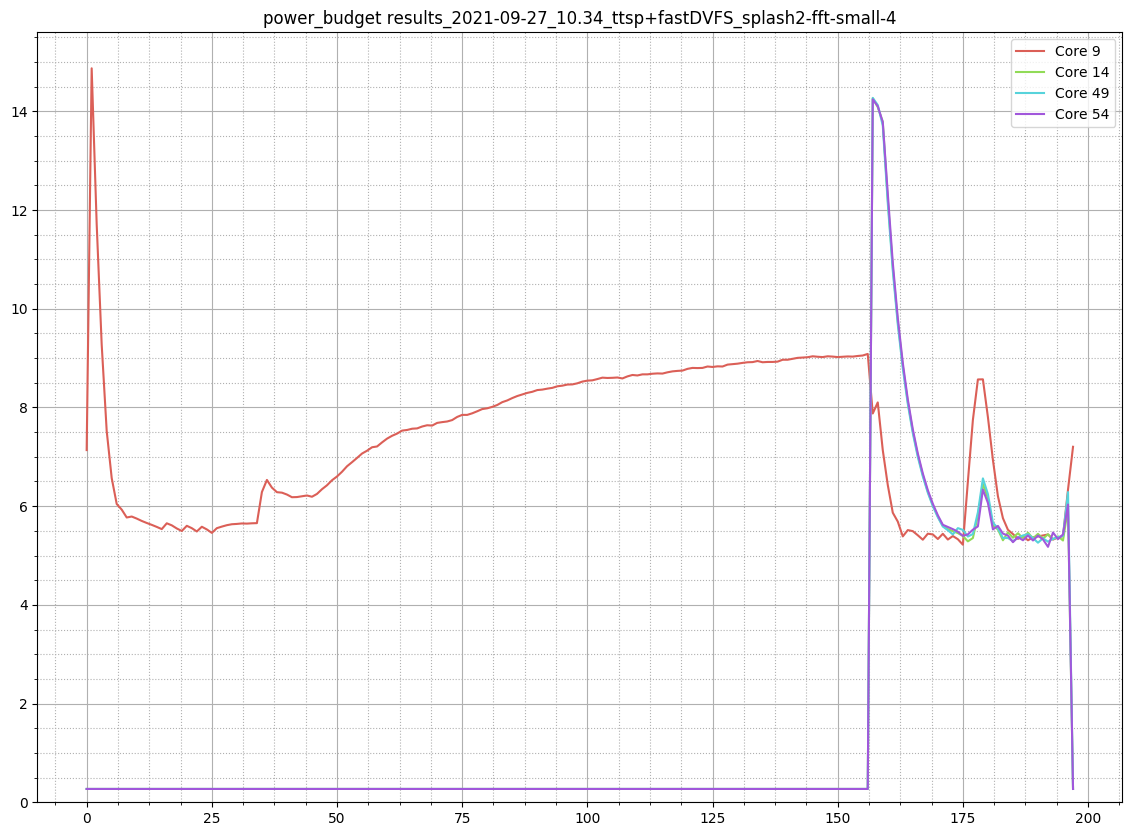 power_budget results_2021-09-27_10.34_ttsp+fastDVFS_splash2-fft-small-4
Core 9
Core 14
Core 49
Core 54
14
12
10
8
6
4
2
0
0 25 50 75 100 125 150 175 200